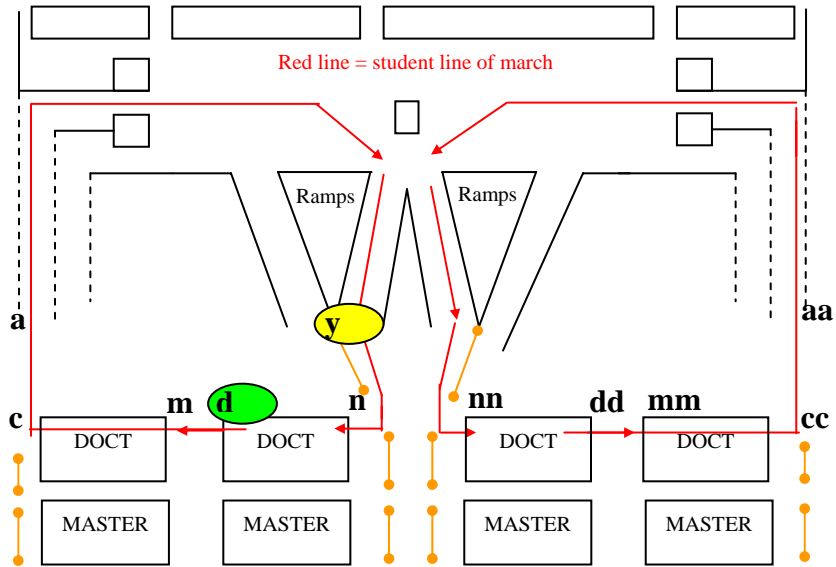 Red line = student line of march
Ramps
Ramps
a
y
aa
c
m
d
n
nn
dd
mm
cc
DOCT
DOCT
DOCT
DOCT
MASTER
MASTER
MASTER
MASTER